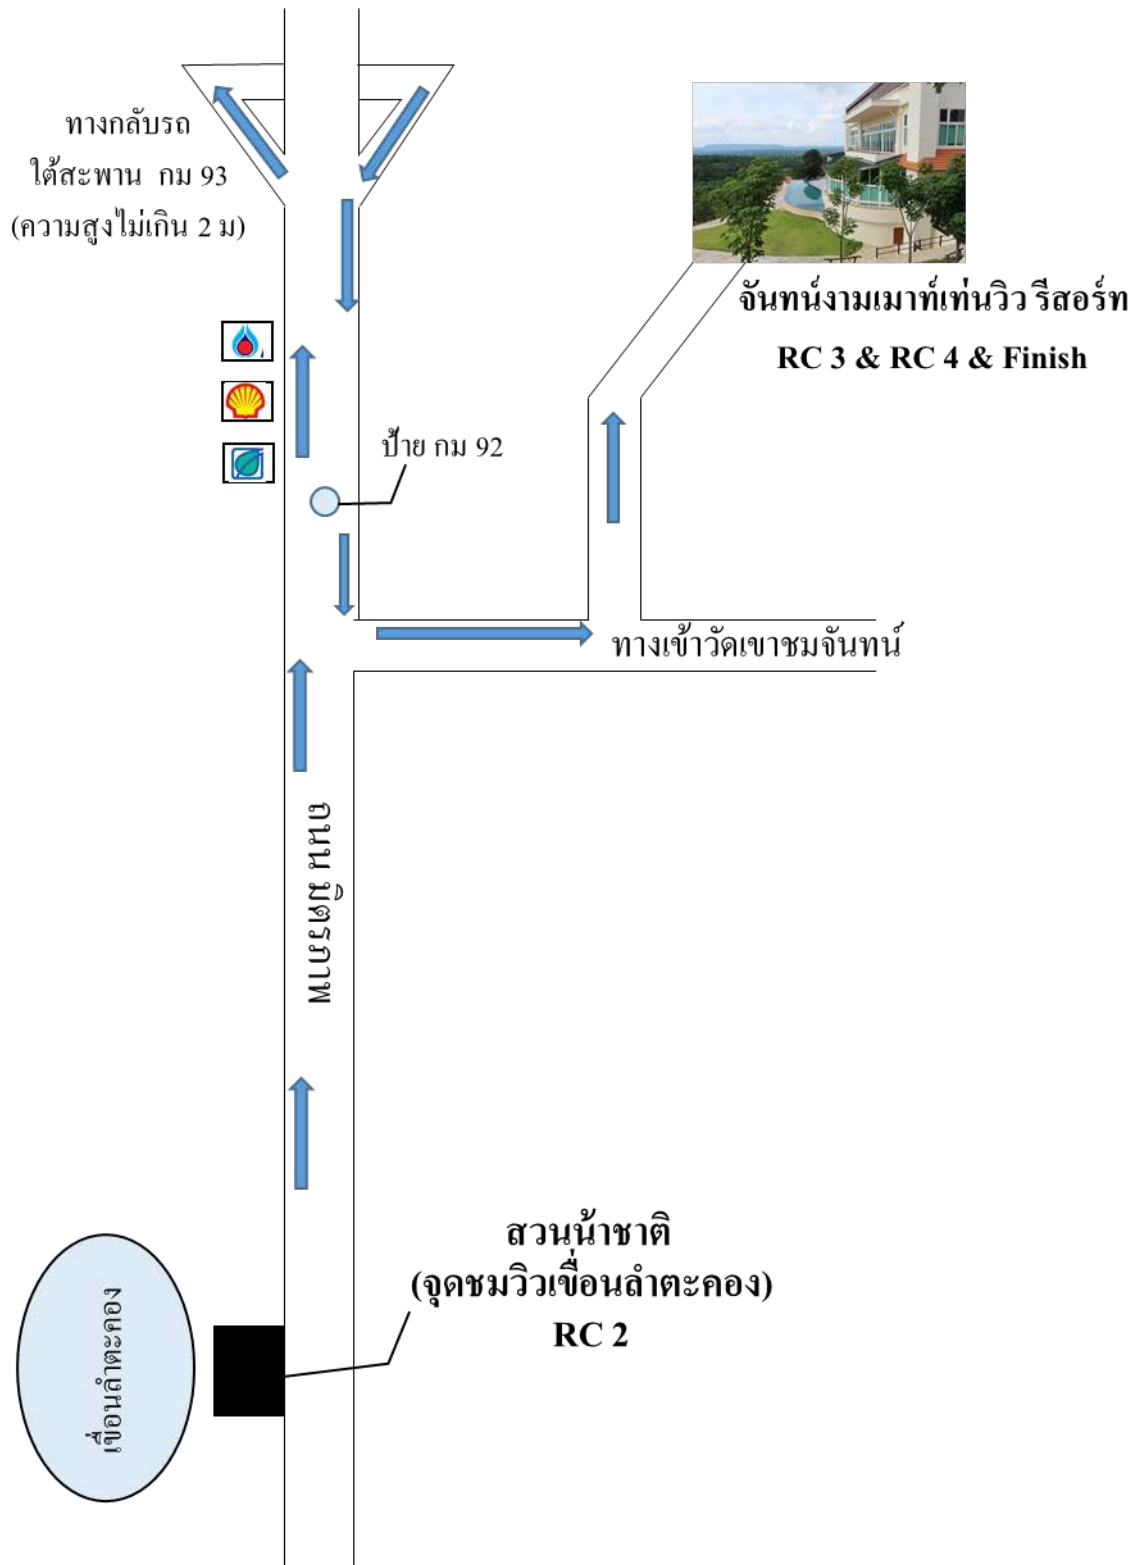 ทางกลับรถ
ใต้สะพาน กม 93
(ความสูงไม่เกิน 2 ม)
จันทน์งามเมาท์เท่นวิว รีสอร์ท
RC 3 & RC 4 & Finish
ป้าย กม 92
ทางเข้าวัดเขาชมจันทน์
ถนน มิตรภาพ
สวนน้าชาติ
(จุดชมวิวเขื่อนลำตะคอง)
RC 2
เขื่อนลำตะคอง